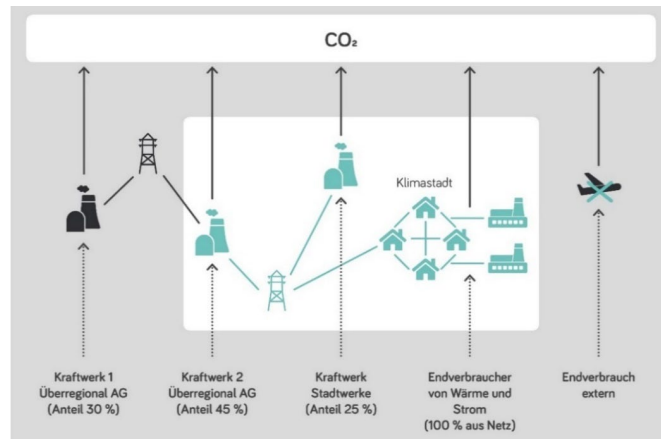 CO₂
Klimastadt
Kraftwerk 1
Überregional AG
(Anteil 30 %)
Kraftwerk 2
Überregional AG
(Anteil 45 %)
Kraftwerk
Stadtwerke
(Anteil 25 %)
Endverbraucher
von Wärme und
Strom
(100 % aus Netz)
Endverbrauch
extern